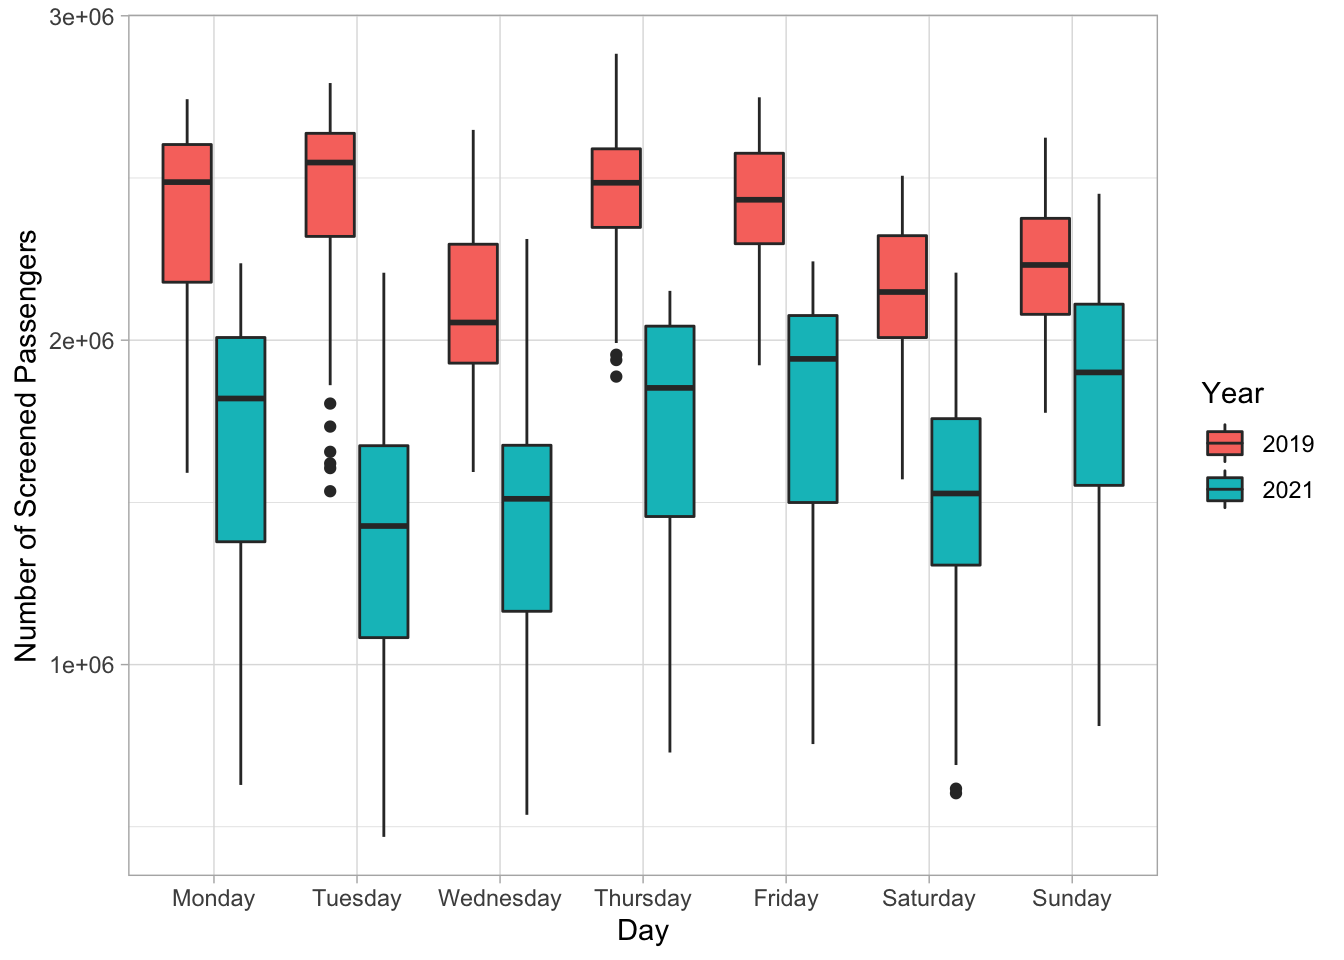 3e+06
2e+06
1e+06
Number of Screened Passengers
Monday Tuesday Wednesday Thursday Friday Saturday Sunday
Day
Year
2019
2021